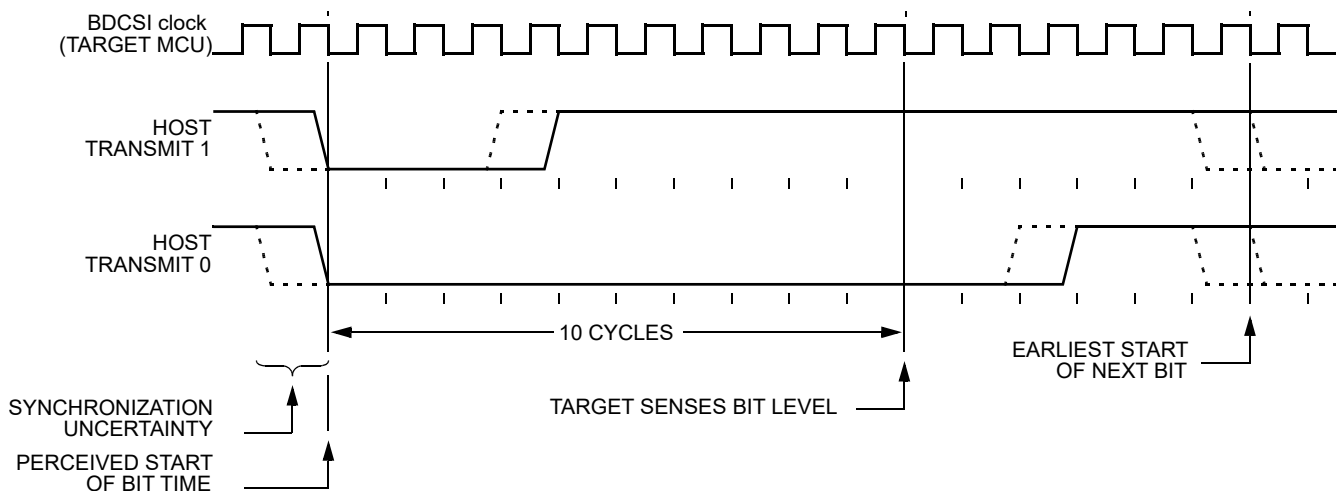 BDCSI clock
(TARGET MCU)
HOST
TRANSMIT 1
HOST
TRANSMIT 0
10 CYCLES
EARLIEST START
OF NEXT BIT
SYNCHRONIZATION
UNCERTAINTY
TARGET SENSES BIT LEVEL
PERCEIVED START
OF BIT TIME